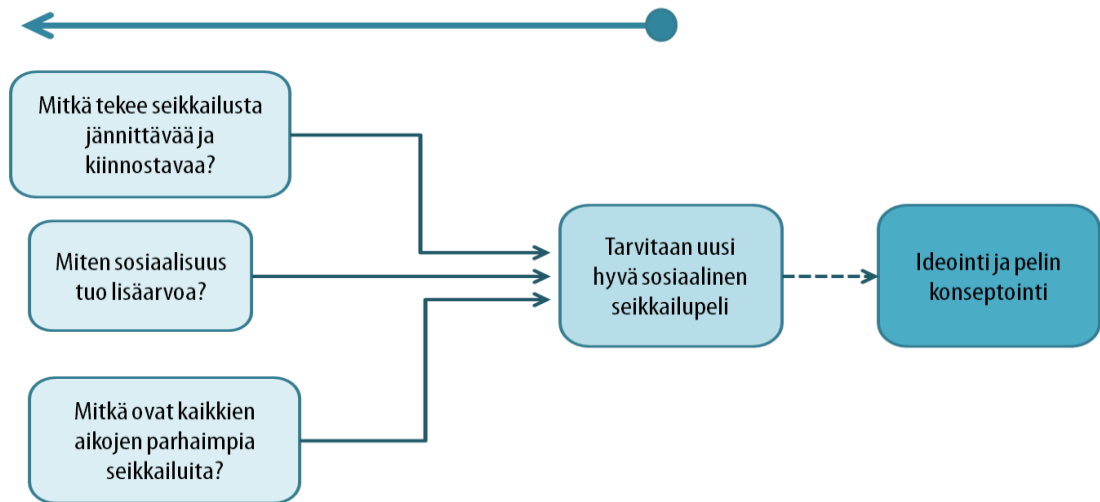 Mitkä tekee seikkailusta
jännittävää ja
kiinnostavaa?
Miten sosiaalisuus
tuo lisäarvoa?
Mitkä ovat kaikkien
aikojen parhaimpia
seikkailuita?
Tarvitaan uusi
hyvä sosiaalinen
seikkailupeli
Ideointi ja pelin
konseptointi